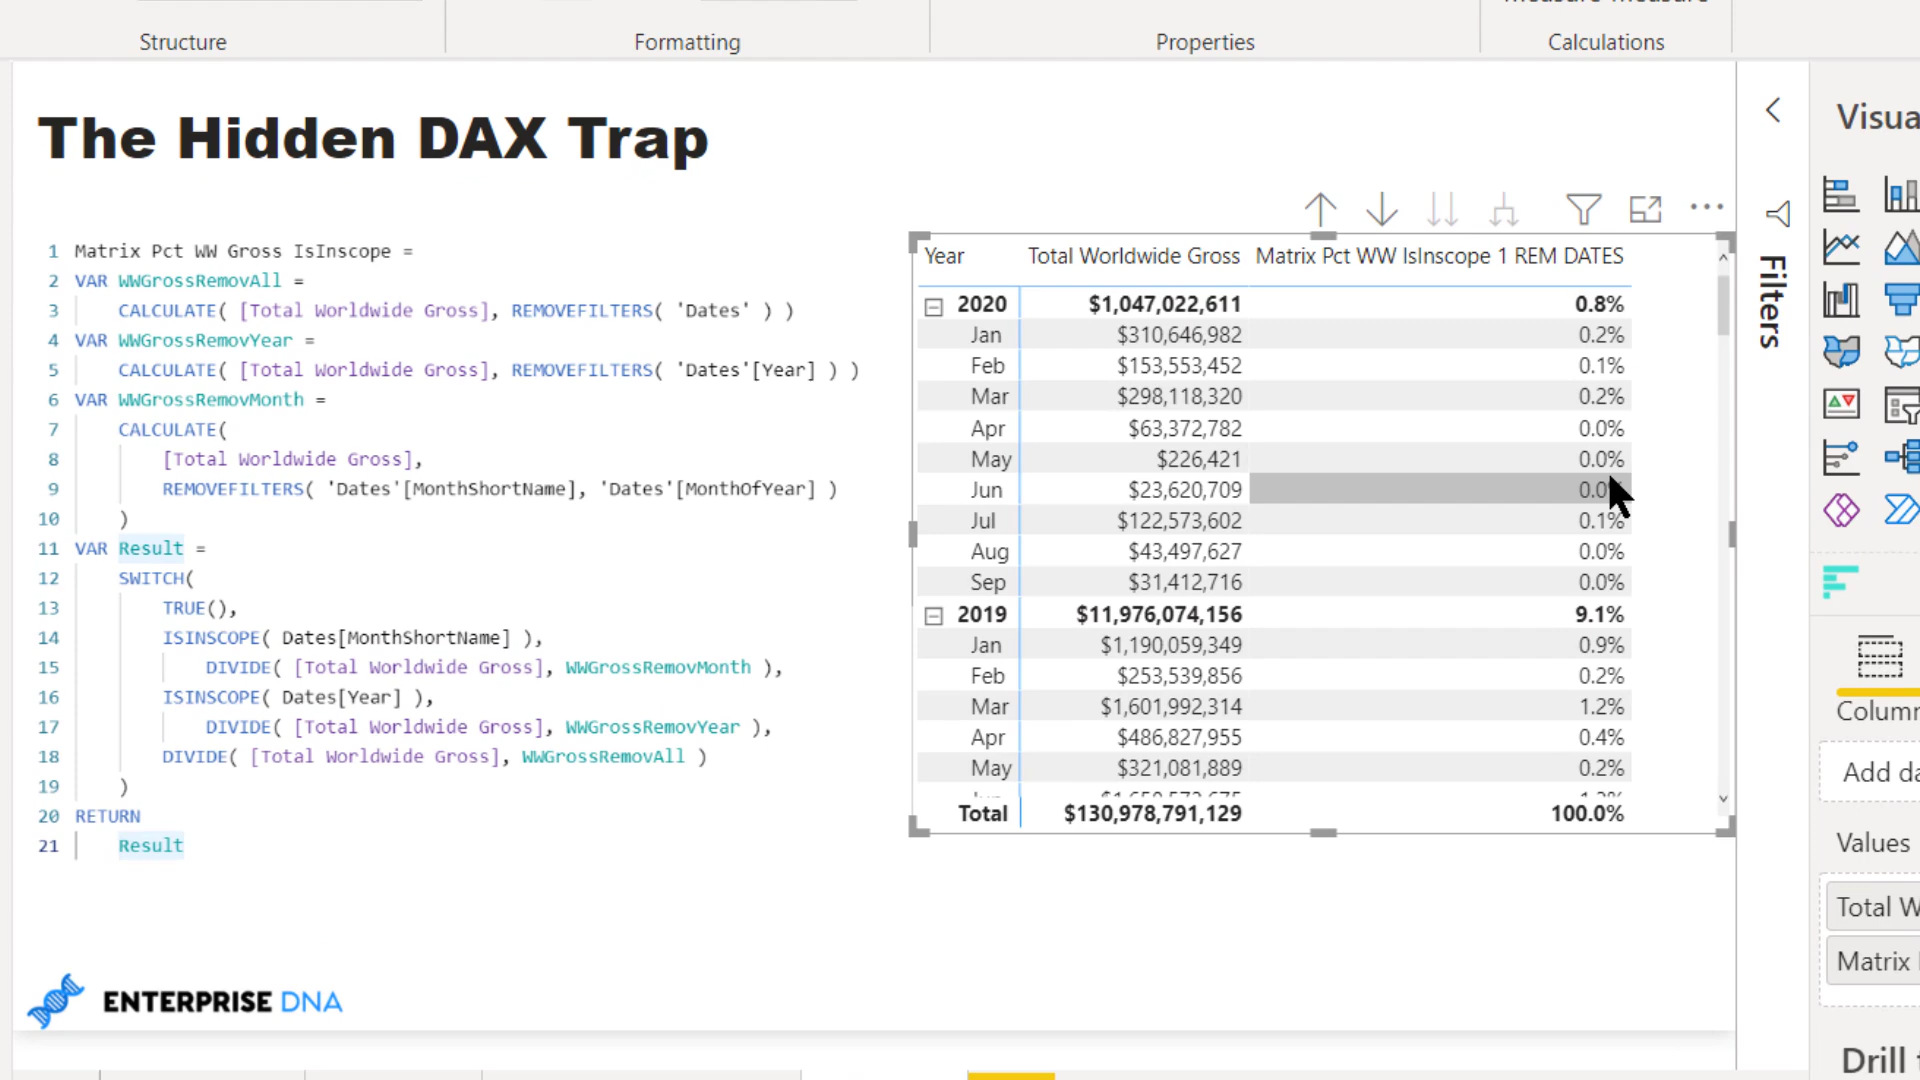 Structure
Formatting
Properties
Calculations
The Hidden DAX Trap
1 Matrix Pct WW Gross IsInscope =
2 VAR WWGrossRemovAll =
3 CALCULATE( [Total Worldwide Gross], REMOVEFILTERS( 'Dates' ) )
4 VAR WWGrossRemovYear =
5 CALCULATE( [Total Worldwide Gross], REMOVEFILTERS( 'Dates'[Year] ) )
6 VAR WWGrossRemovMonth =
7 CALCULATE(
8 [Total Worldwide Gross],
9 REMOVEFILTERS( 'Dates'[MonthShortName], 'Dates'[MonthOfYear] )
10 )
11 VAR Result =
12 SWITCH(
13 TRUE(),
14 ISINSCOPE( Dates[MonthShortName] ),
15 DIVIDE( [Total Worldwide Gross], WWGrossRemovMonth ),
16 ISINSCOPE( Dates[Year] ),
17 DIVIDE( [Total Worldwide Gross], WWGrossRemovYear ),
18 DIVIDE( [Total Worldwide Gross], WWGrossRemovAll )
19 )
20 RETURN
21 Result
Year Total Worldwide Gross Matrix Pct WW IsInscope 1 REM DATES
2020 $1,047,022,611 0.8%
Jan $310,646,982 0.2%
Feb $153,553,452 0.1%
Mar $298,118,320 0.2%
Apr $63,372,782 0.0%
May $226,421 0.0%
Jun $23,620,709 0.0
Jul $122,573,602 0.1%
Aug $43,497,627 0.0%
Sep $31,412,716 0.0%
2019 $11,976,074,156 9.1%
Jan $1,190,059,349 0.9%
Feb $253,539,856 0.2%
Mar $1,601,992,314 1.2%
Apr $486,827,955 0.4%
May $321,081,889 0.2%
Total $130,978,791,129 100.0%
ENTERPRISE DNA
Filters
Visua
Column
Add da
Values
Total W
Matrix
Drill